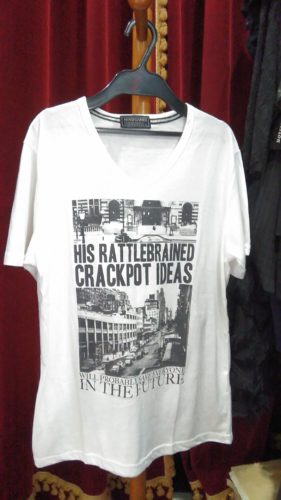 HIS RATTLEBRAINED
CRACKPOT IDEAS
WILL PROBABLY
IN THE FUTURE